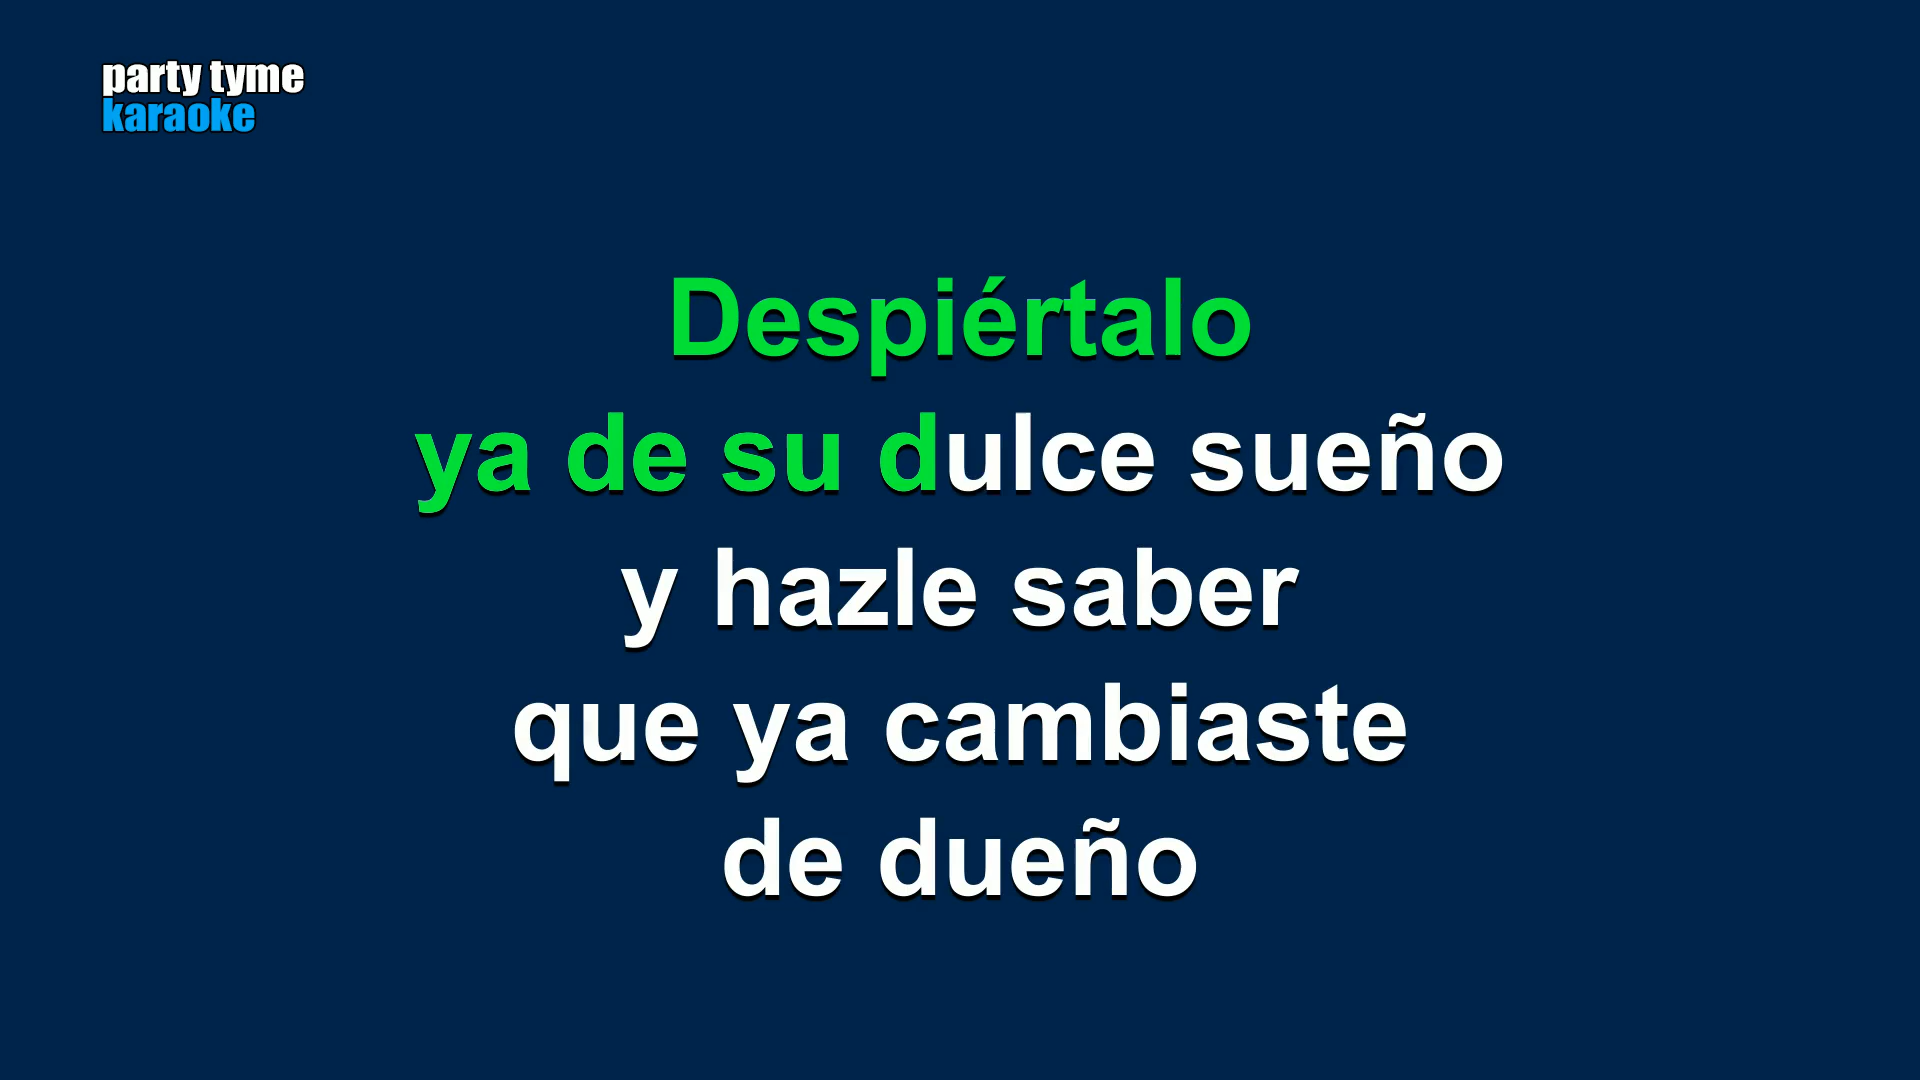 party tyme
karaoke
Despiértalo
ya de su dulce sueño
y hazle saber
que ya cambiaste
de dueño